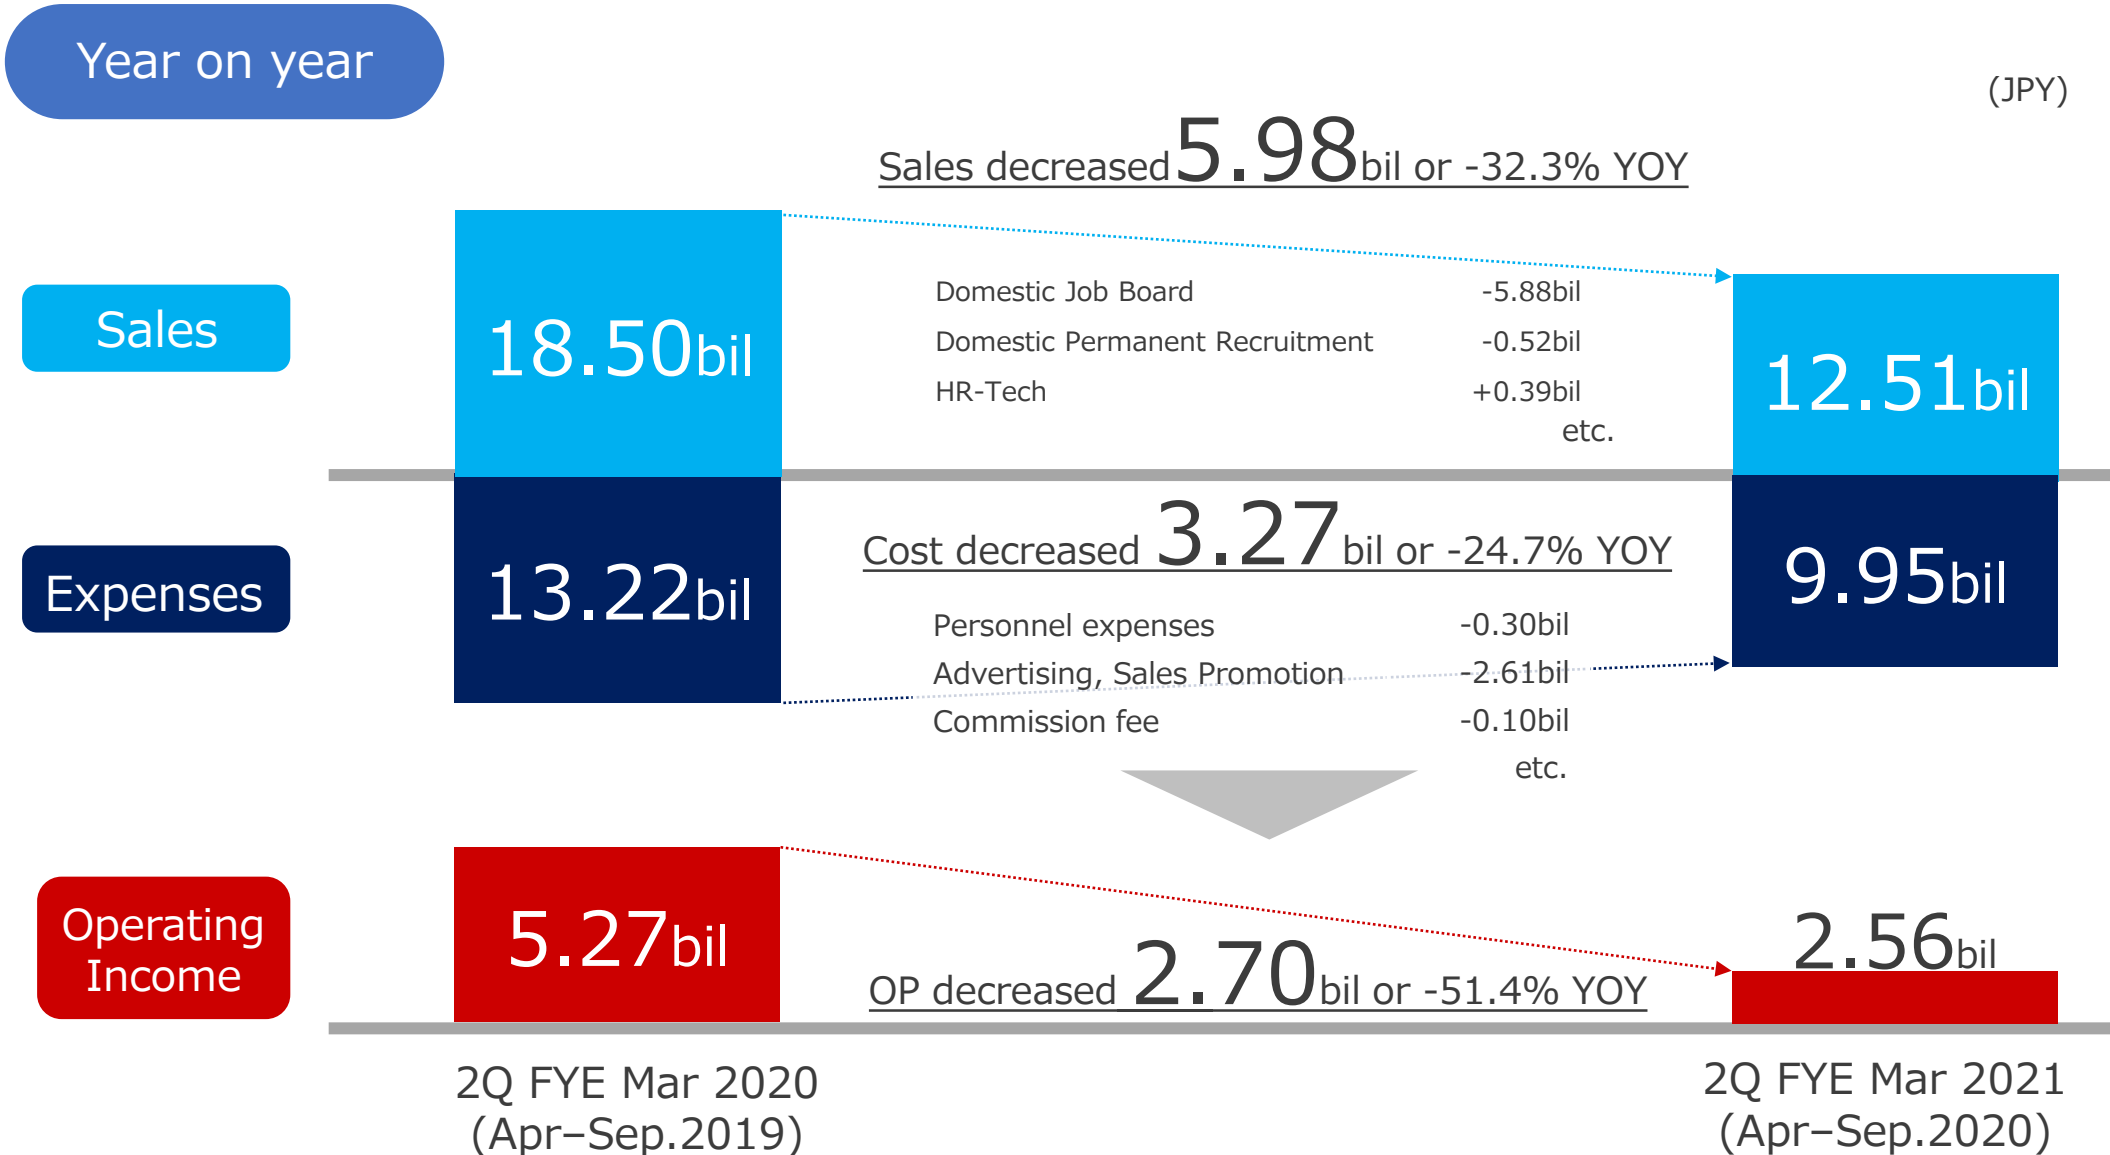 Year on year
(JPY)
Sales decreased 5.98bil or -32.3% YOY
Sales
18.50bil
Domestic Job Board -5.88bil
Domestic Permanent Recruitment -0.52bil
HR-Tech +0.39bil
etc.
12.51bil
Expenses
13.22bil
Cost decreased 3.27bil or -24.7% YOY
Personnel expenses -0.30bil
Advertising, Sales Promotion -2.61bil
Commission fee -0.10bil
etc.
9.95bil
Operating
Income
5.27bil
OP decreased 2.70bil or -51.4% YOY
2.56bil
2Q FYE Mar 2020
(Apr–Sep.2019)
2Q FYE Mar 2021
(Apr–Sep.2020)